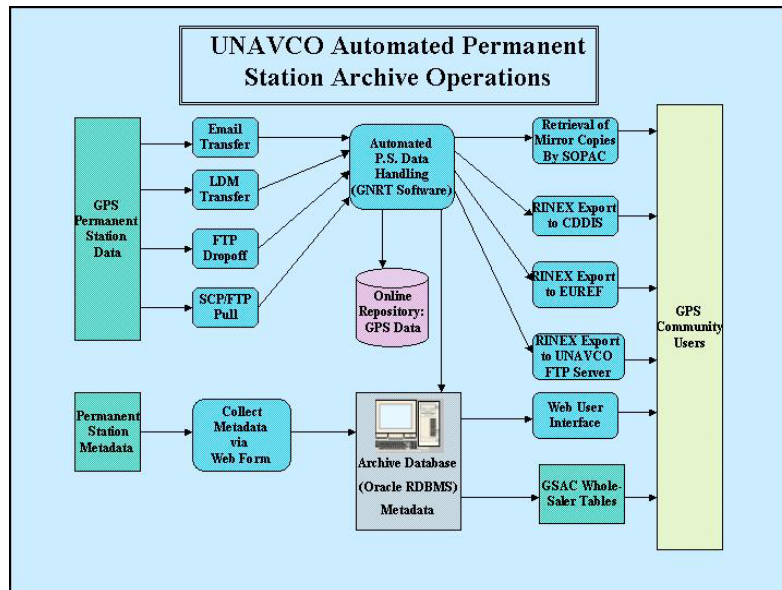 UNAVCO Automated Permanent
Station Archive Operations
GPS
Permanent
Station
Data
Email
Transfer
LDM
Transfer
FTP
Dropoff
SCP/FTP
Pull
Automated
P.S. Data
Handling
(GNRT Software)
Online
Repository:
GPS Data
Retrieval of
Mirror Copies
By SOPAC
RINEX Export
to CDDIS
RINEX Export
to EUREF
RINEX Export
to UNAVCO
FTP Server
GPS
Community
Users
Permanent
Station
Metadata
Collect
Metadata
via
Web Form
Archive Database
(Oracle RDBMS)
Metadata
Web User
Interface
GSAC Whole-
Saler Tables